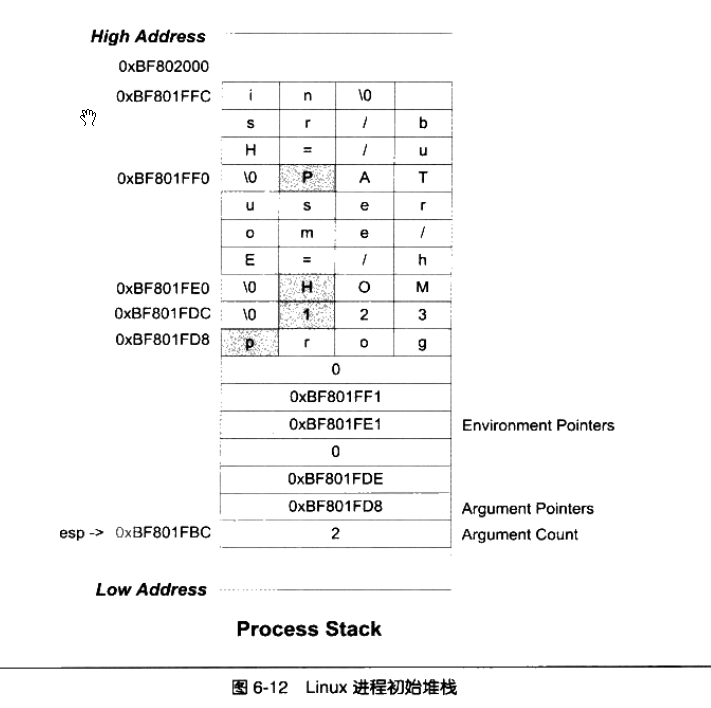 High Address
0xBF802000
0xBF801FFC i n \0
s r / b
H = / u
0xBF801FF0 \0 P A T
u s e r
o m e /
E = / h
0xBF801FE0 \0 H O M
0xBF801FDC \0 1 2 3
0xBF801FD8 p r o g
0
0xBF801FF1
0xBF801FE1 Environment Pointers
0
0xBF801FDE
0xBF801FD8 Argument Pointers
esp -> 0xBF801FBC 2 Argument Count
Low Address
Process Stack
图 6-12 Linux 进程初始堆栈